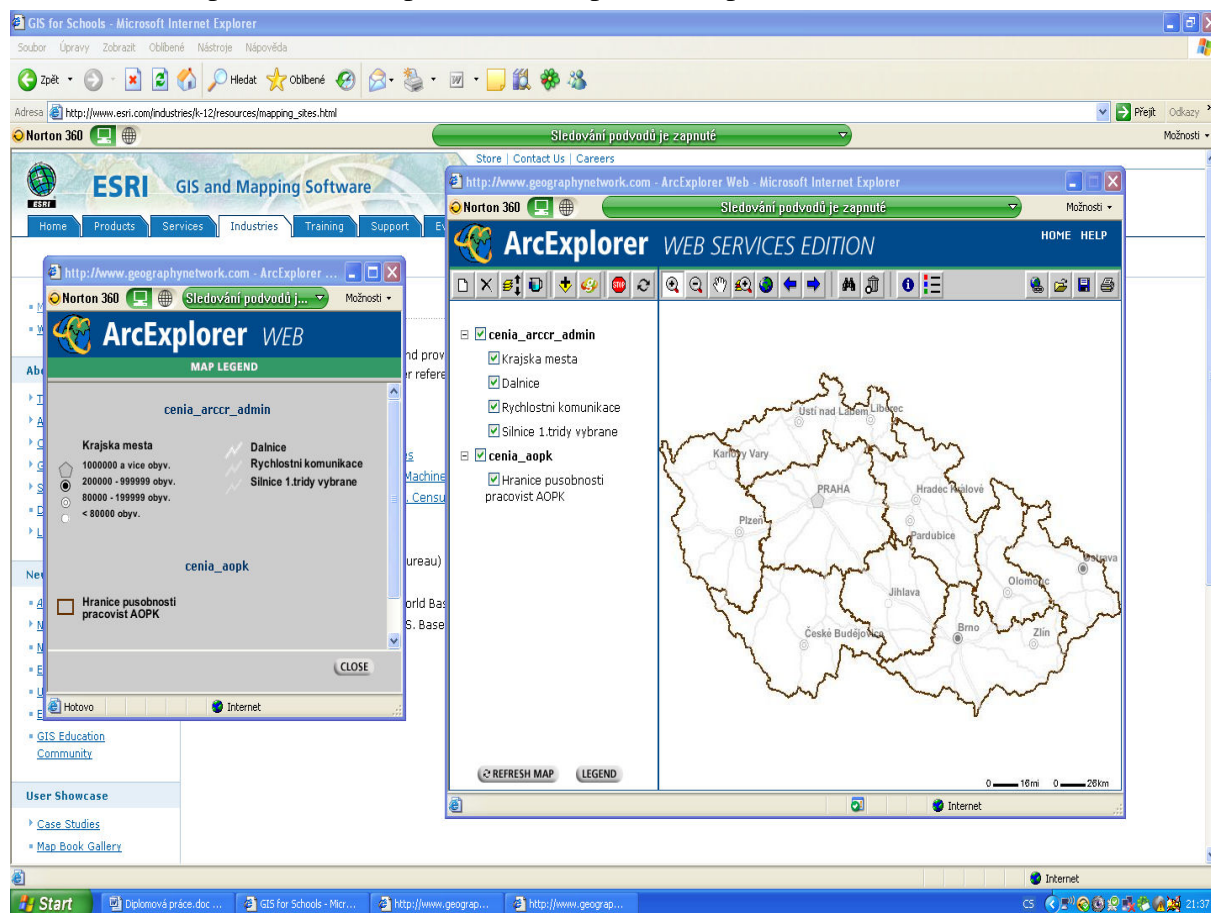 GIS for Schools - Microsoft Internet Explorer
Soubor Úpravy Zobrazit Oblíbené Nástroje Nápověda
Zpět Hledat Oblíbené
Adresa http://www.esri.com/industries/k-12/resources/mapping_sites.html Přejít Odkazy
Norton 360 Sledování podvodů je zapnuté Možnosti
Store | Contact Us | Careers
ESRI GIS and Mapping Software
ESRI
Home Products Services Industries Training Support
http://www.geographynetwork.com - ArcExplorer ...
Norton 360 Sledování podvodů j... Možnosti
ArcExplorer WEB
MAP LEGEND
cenia_arccr_admin
Krajska mesta
1000000 a vice obyv.
200000 - 999999 obyv.
80000 - 199999 obyv.
< 80000 obyv.
Dalnice
Rychlostni komunikace
Silnice 1.tridy vybrane
cenia_aopk
Hranice pusobnosti
pracovist AOPK
CLOSE
Hotovo Internet
http://www.geographynetwork.com - ArcExplorer Web - Microsoft Internet Explorer
Norton 360 Sledování podvodů je zapnuté Možnosti
ArcExplorer WEB SERVICES EDITION
HOME HELP
STOP
cenia_arccr_admin
Krajska mesta
Dalnice
Rychlostni komunikace
Silnice 1.tridy vybrane
cenia_aopk
Hranice pusobnosti
pracovist AOPK
REFRESH MAP LEGEND
Ustí nad Labem
Liberec
Karlovy Vary
PRAHA
Hradec Králové
Plzeň
Pardubice
Ostrava
Olomouc
Jihlava
České Budějovice
Brno
Zlín
0 16mi 0 26km
Internet
GIS Education
Community
User Showcase
Case Studies
Map Book Gallery
Internet
Start Diplomová práce.doc ... GIS for Schools - Micr... http://www.geograp... http://www.geograp... CS 21:37